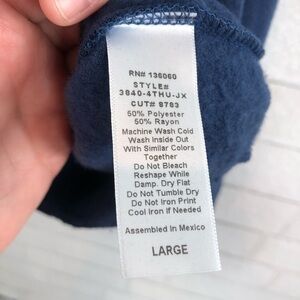 RN# 136060
STYLE#
3840-4THU-JX
CUT# 8783
50% Polyester
50% Rayon
Machine Wash Cold
Wash Inside Out
With Similar Colors
Together
Do Not Bleach
Reshape While
Damp. Dry Flat
Do Not Tumble Dry
Do Not Iron Print
Cool Iron if Needed
Assembled in Mexico
LARGE